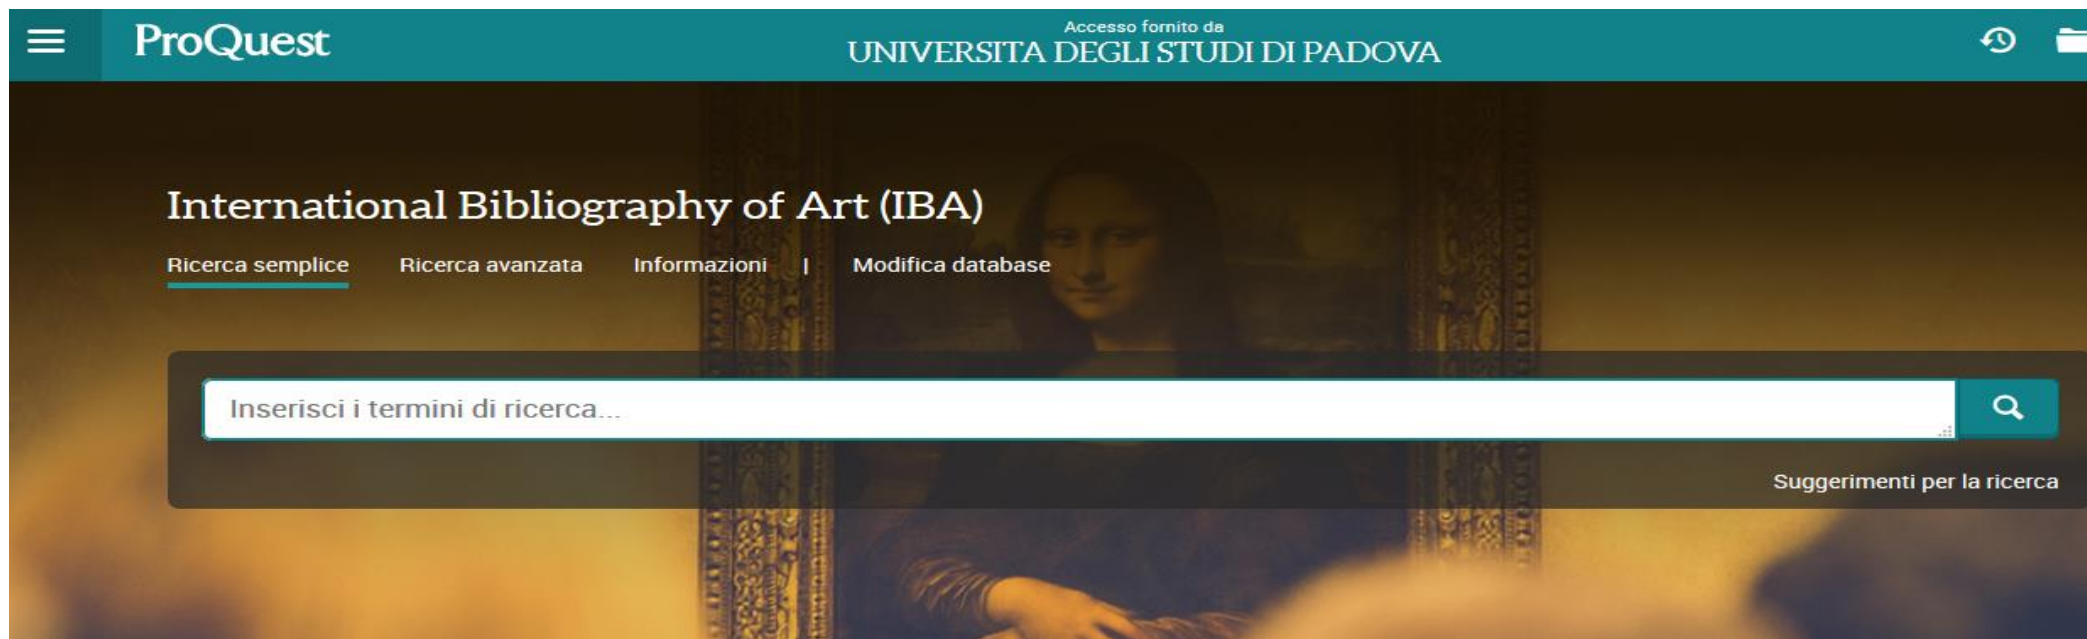 ProQuest
Accesso fornito da
UNIVERSITA DEGLI STUDI DI PADOVA
International Bibliography of Art (IBA)
Ricerca semplice Ricerca avanzata Informazioni | Modifica database
Inserisci i termini di ricerca...
Suggerimenti per la ricerca